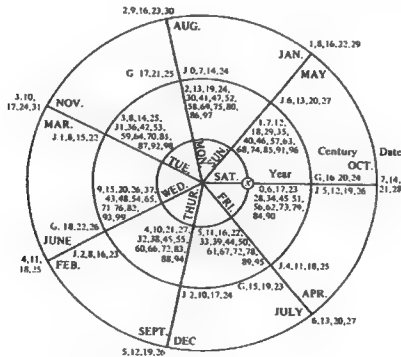 2,9,16,23,30
AUG.
JAN.
1,8,16,22,29
MAY
G 17,21,25
J 0,7,14,24
J 6,13,20,27
3,10,
17,24,31
NOV.
MAR.
J 1,8,15,22
2,13,19,24,
30,41,47,52,
58,69,75,80,
86,97
3,8,14,25,
31,36,42,53,
59,64,70,81,
87,92,98
1,7,12,
18,29,35,
40,46,57,63,
68,74,85,91,96
MON.
SUN.
TUE.
SAT.
WED.
THUR.
FRI.
Year
X
Century
OCT.
Date
G,16 20,24
J 5,12,19,26
7,14,
21,28
0,6,17,23
28,34,45,51,
56,62,73,79,
84,90
9,15,20,26,37,
43,48,54,65,
71 76,82,
93,99
4,10,21,27,
32,38,45,55,
60,66,72,83,
88,94
5,11,16,22,
33,39,44,50,
61,67,72,78,
89,95
G, 18,22,26
JUNE
FEB.
J 2,8,16,23
4,11,
18,25
J 2,10,17,24
G,15,19,23
J.4,11,18,25
APR.
JULY
6,13,20,27
SEPT.
DEC
5,12,19,26